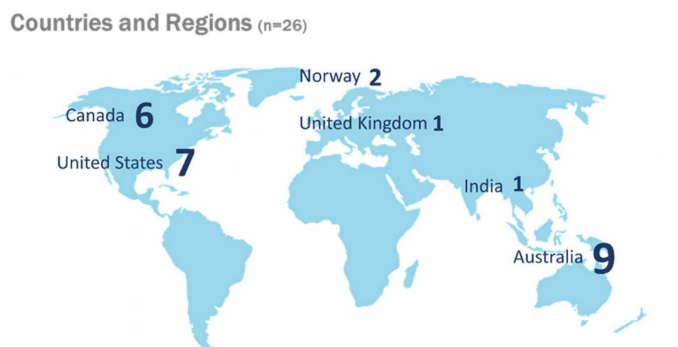 Countries and Regions (n=26)
Norway 2
Canada 6
United Kingdom 1
United States 7
India 1
Australia 9